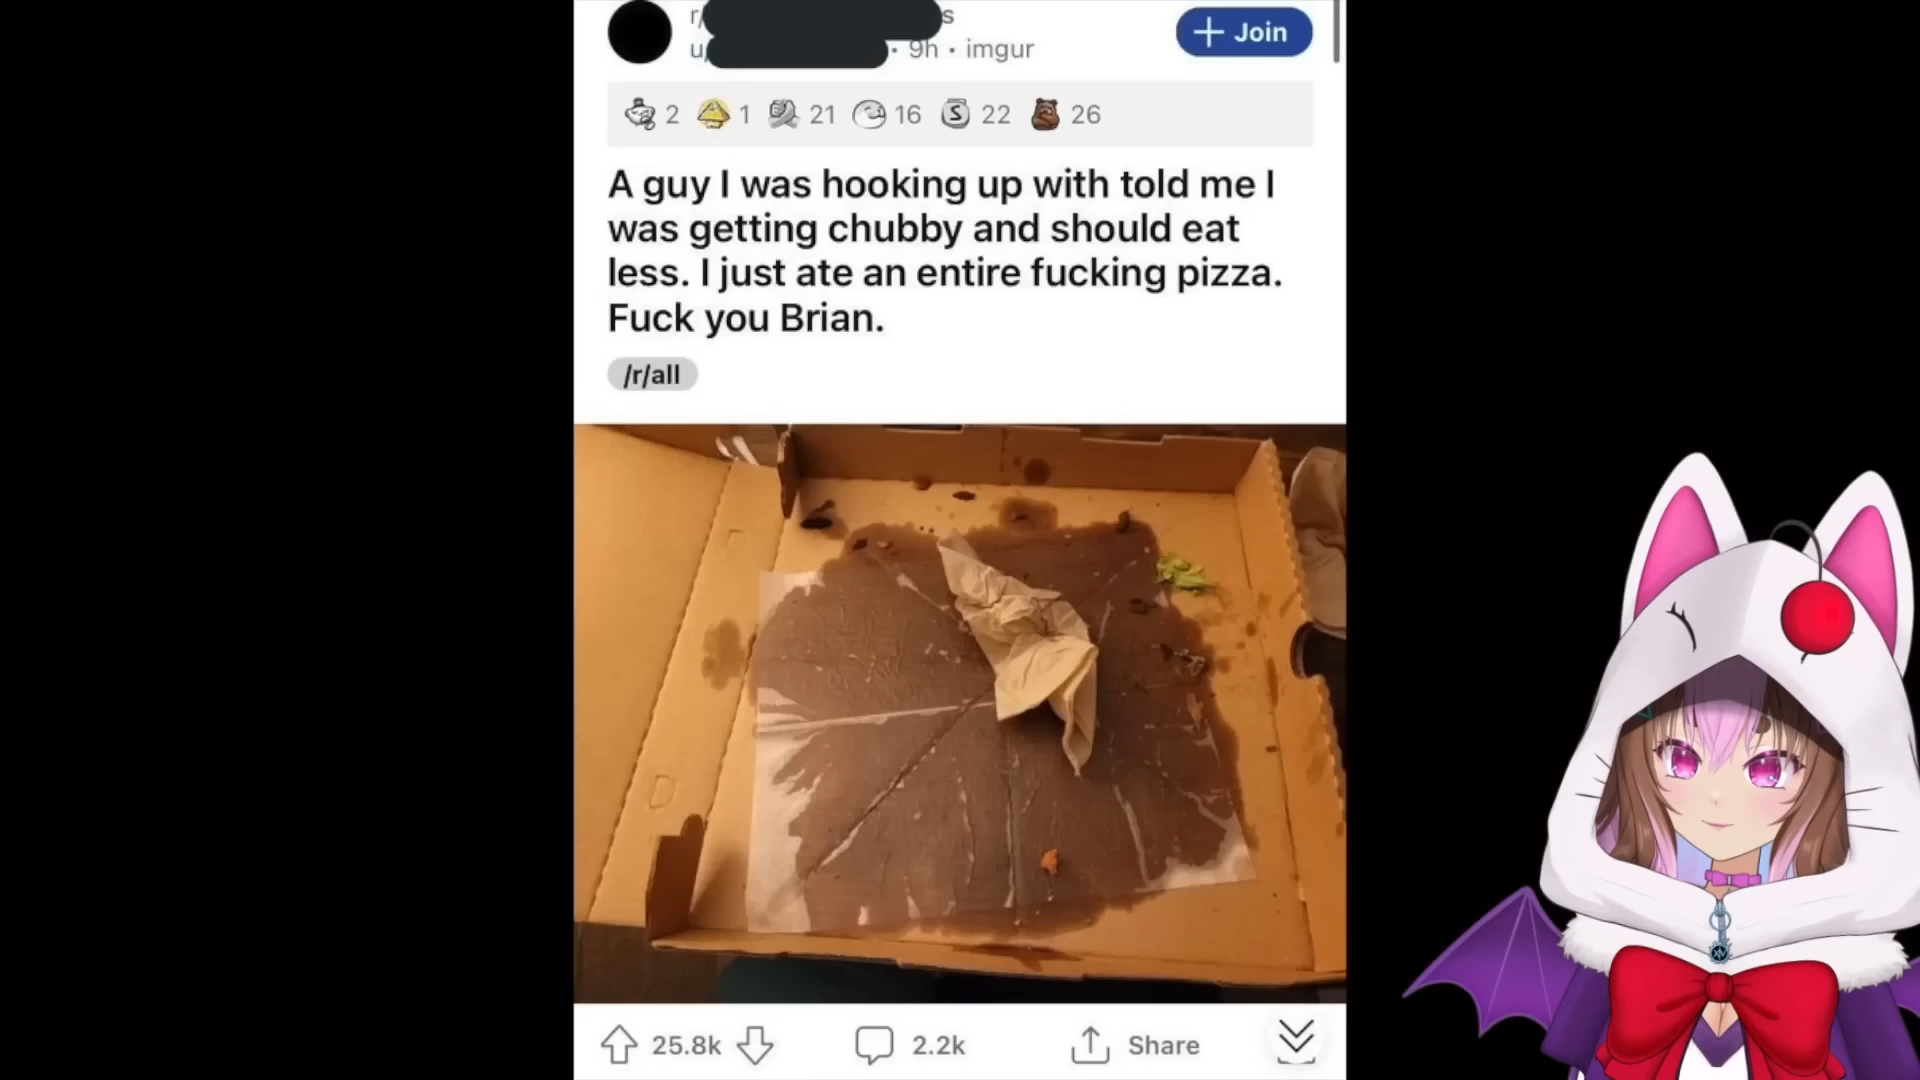 r/ s
u/ · 9h · imgur
+ Join
2 1 21 16 S 22 26
A guy I was hooking up with told me I
was getting chubby and should eat
less. I just ate an entire fucking pizza.
Fuck you Brian.
/r/all
25.8k 2.2k Share